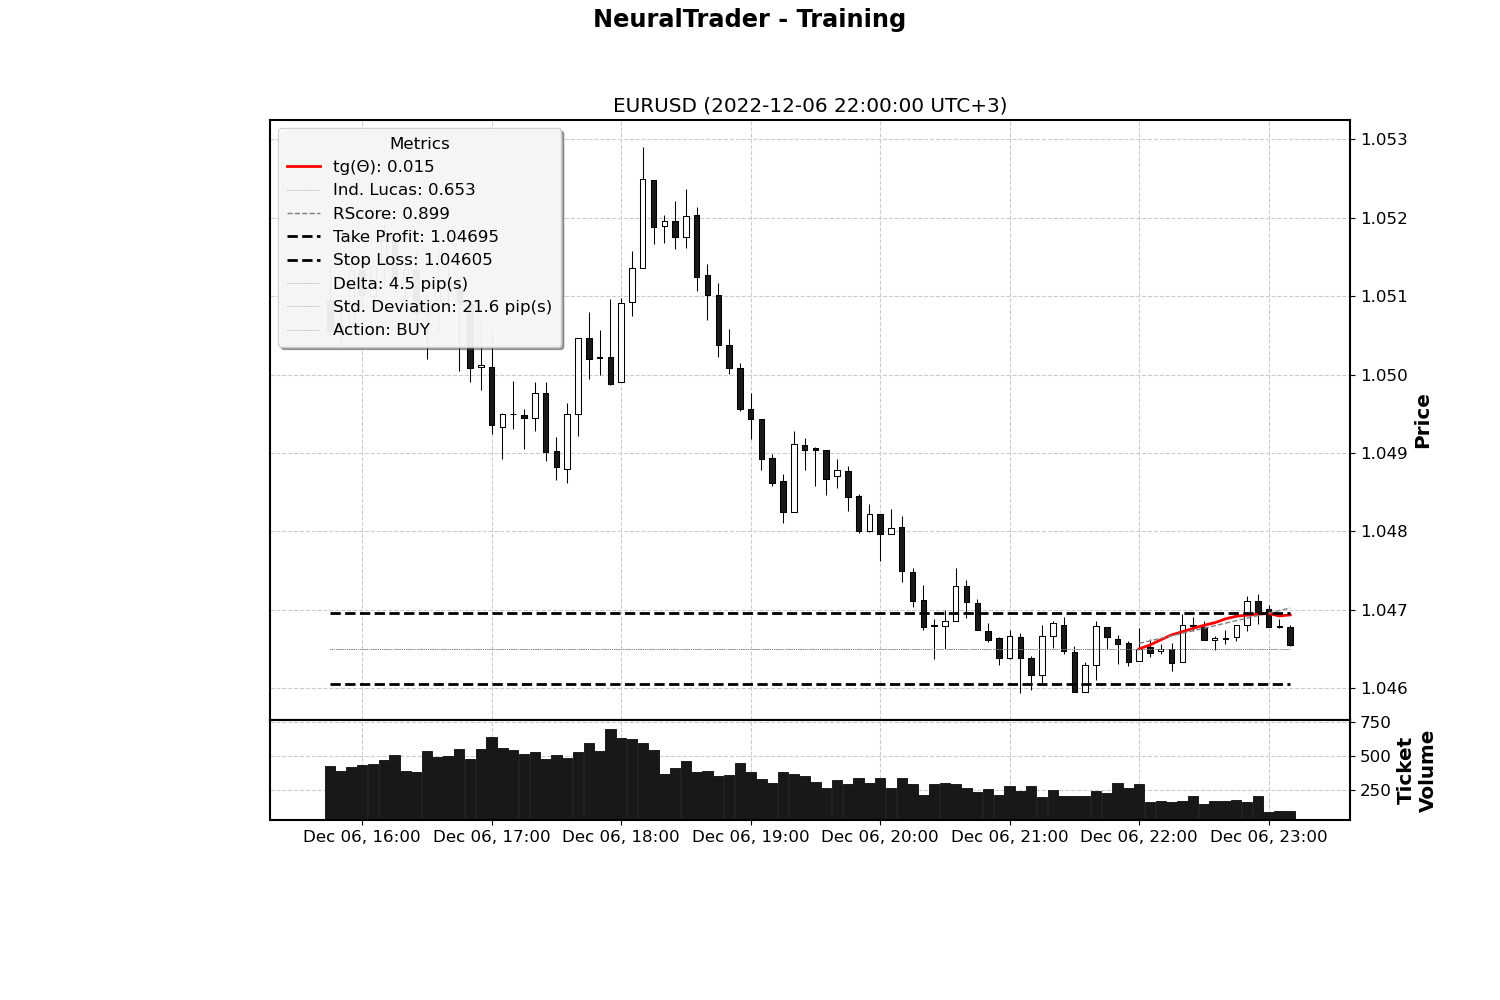 NeuralTrader - Training
EURUSD (2022-12-06 22:00:00 UTC+3)
Metrics
tg(Θ): 0.015
Ind. Lucas: 0.653
RScore: 0.899
Take Profit: 1.04695
Stop Loss: 1.04605
Delta: 4.5 pip(s)
Std. Deviation: 21.6 pip(s)
Action: BUY
1.053
1.052
1.051
1.050
1.049
1.048
1.047
1.046
Price
750
500
250
Ticket
Volume
Dec 06, 16:00 Dec 06, 17:00 Dec 06, 18:00 Dec 06, 19:00 Dec 06, 20:00 Dec 06, 21:00 Dec 06, 22:00 Dec 06, 23:00